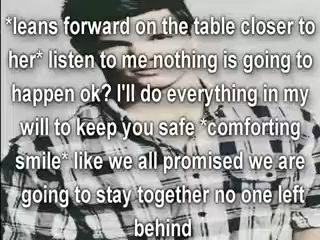 *leans forward on the table closer to
her* listen to me nothing is going to
happen ok? I'll do everything in my
will to keep you safe *comforting
smile* like we all promised we are
going to stay together no one left
behind